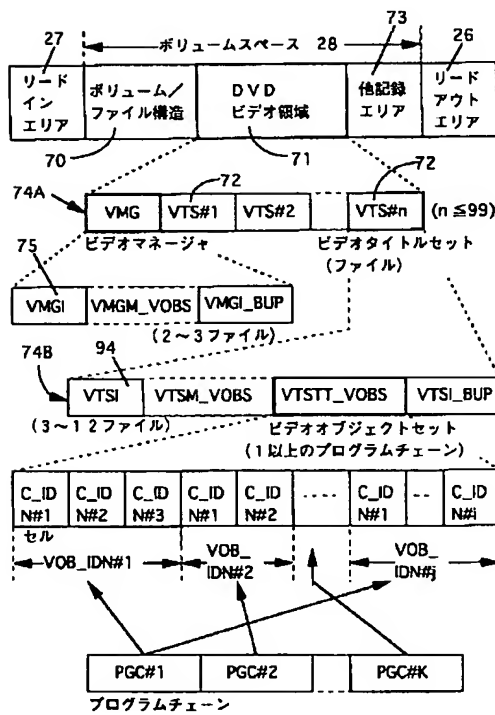 73
27
ボリュームスペース 28
26
リード
イン
エリア
ボリューム／
ファイル構造
DVD
ビデオ領域
他記録
エリア
リード
アウト
エリア
70
71
72
72
74A
VMG
VTS#1
VTS#2
VTS#n
(n≦99)
ビデオマネージャ
ビデオタイトルセット
(ファイル)
75
VMGI
VMGM_VOBS
VMGI_BUP
(2～3ファイル)
74B
94
VTSI
VTSM_VOBS
VTSTT_VOBS
VTSI_BUP
(3～12ファイル)
ビデオオブジェクトセット
(1以上のプログラムチェーン)
C_ID
N#1
C_ID
N#2
C_ID
N#3
C_ID
N#1
C_ID
N#2
C_ID
N#1
C_ID
N#i
セル
VOB_IDN#1
VOB_
IDN#2
VOB_
IDN#j
PGC#1
PGC#2
PGC#K
プログラムチェーン